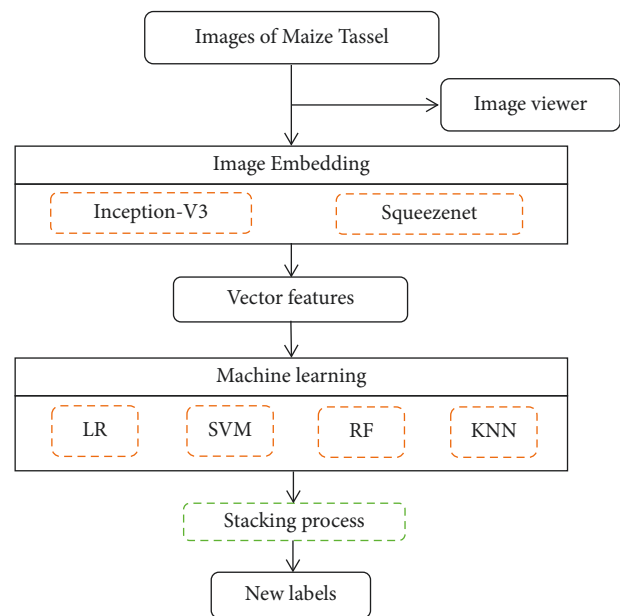 Images of Maize Tassel
Image viewer
Image Embedding
Inception-V3
Squeezenet
Vector features
Machine learning
LR
SVM
RF
KNN
Stacking process
New labels